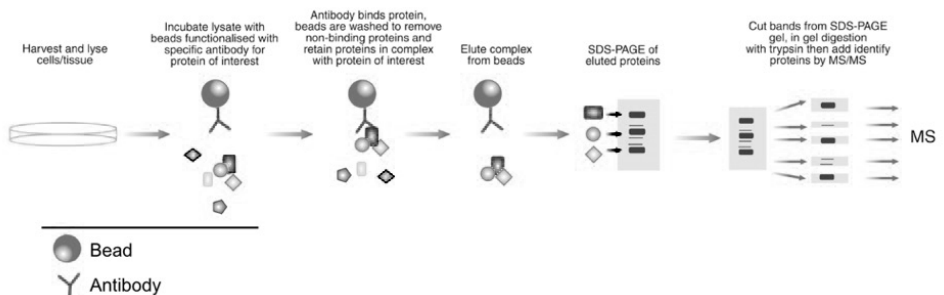 Harvest and lyse
cells/tissue
Incubate lysate with
beads functionalised with
specific antibody for
protein of interest
Antibody binds protein,
beads are washed to remove
non-binding proteins and
retain proteins in complex
with protein of interest
Elute complex
from beads
SDS-PAGE of
eluted proteins
Cut bands from SDS-PAGE
gel, in gel digestion
with trypsin then add identify
proteins by MS/MS
MS
Bead
Antibody